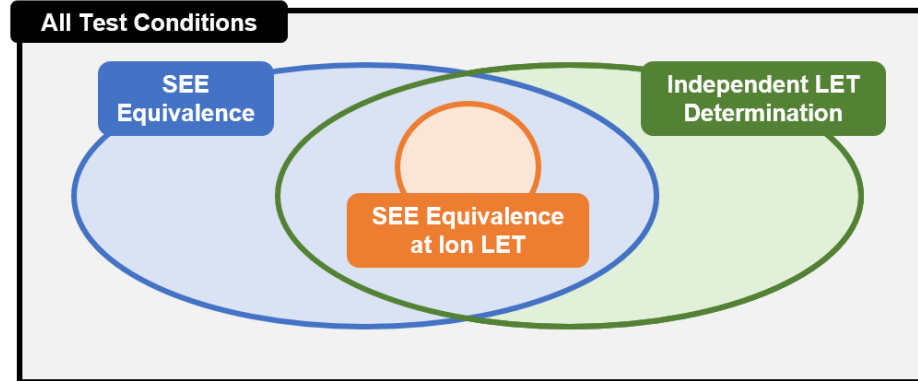 All Test Conditions
SEE
Equivalence
Independent LET
Determination
SEE Equivalence
at Ion LET